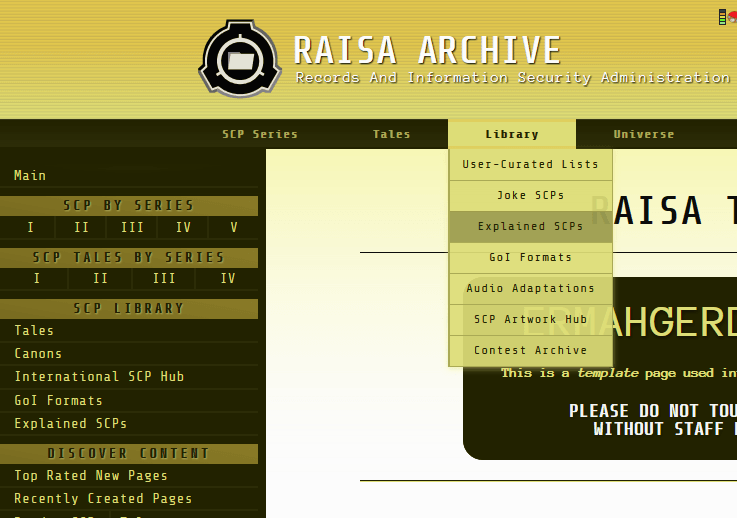 RAISA ARCHIVE
Records And Information Security Administration
SCP Series Tales Library Universe
Main
SCP BY SERIES
I II III IV V
SCP TALES BY SERIES
I II III IV
SCP LIBRARY
Tales
Canons
International SCP Hub
GoI Formats
Explained SCPs
DISCOVER CONTENT
Top Rated New Pages
Recently Created Pages
User-Curated Lists
Joke SCPs
Explained SCPs
GoI Formats
Audio Adaptations
SCP Artwork Hub
Contest Archive
RAISA T
ERMAHGERD
This is a template page used in
PLEASE DO NOT TOU
WITHOUT STAFF